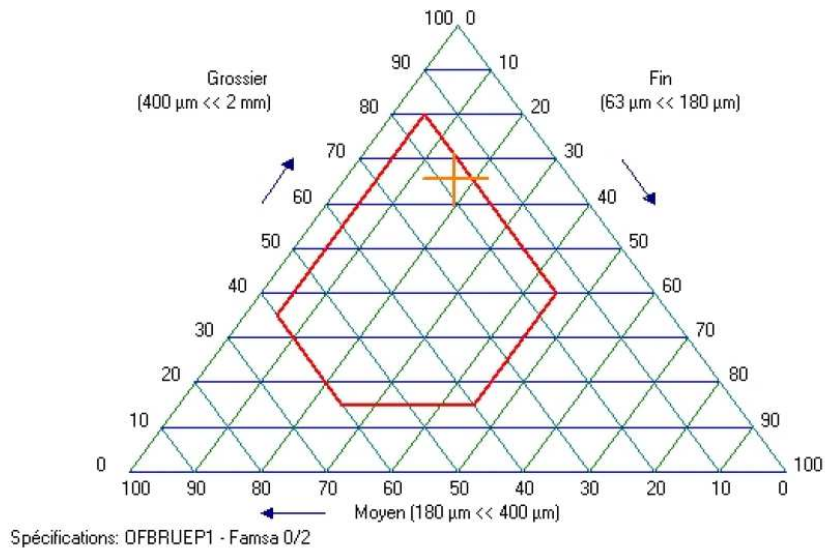 100 0
90 10
Grossier Fin
(400 µm << 2 mm) (63 µm << 180 µm)
80 20
70 30
60 40
50 50
40 60
30 70
20 80
10 90
0 100
100 90 80 70 60 50 40 30 20 10 0
Moyen (180 µm << 400 µm)
Spécifications: OFBRUEP1 - Famsa 0/2